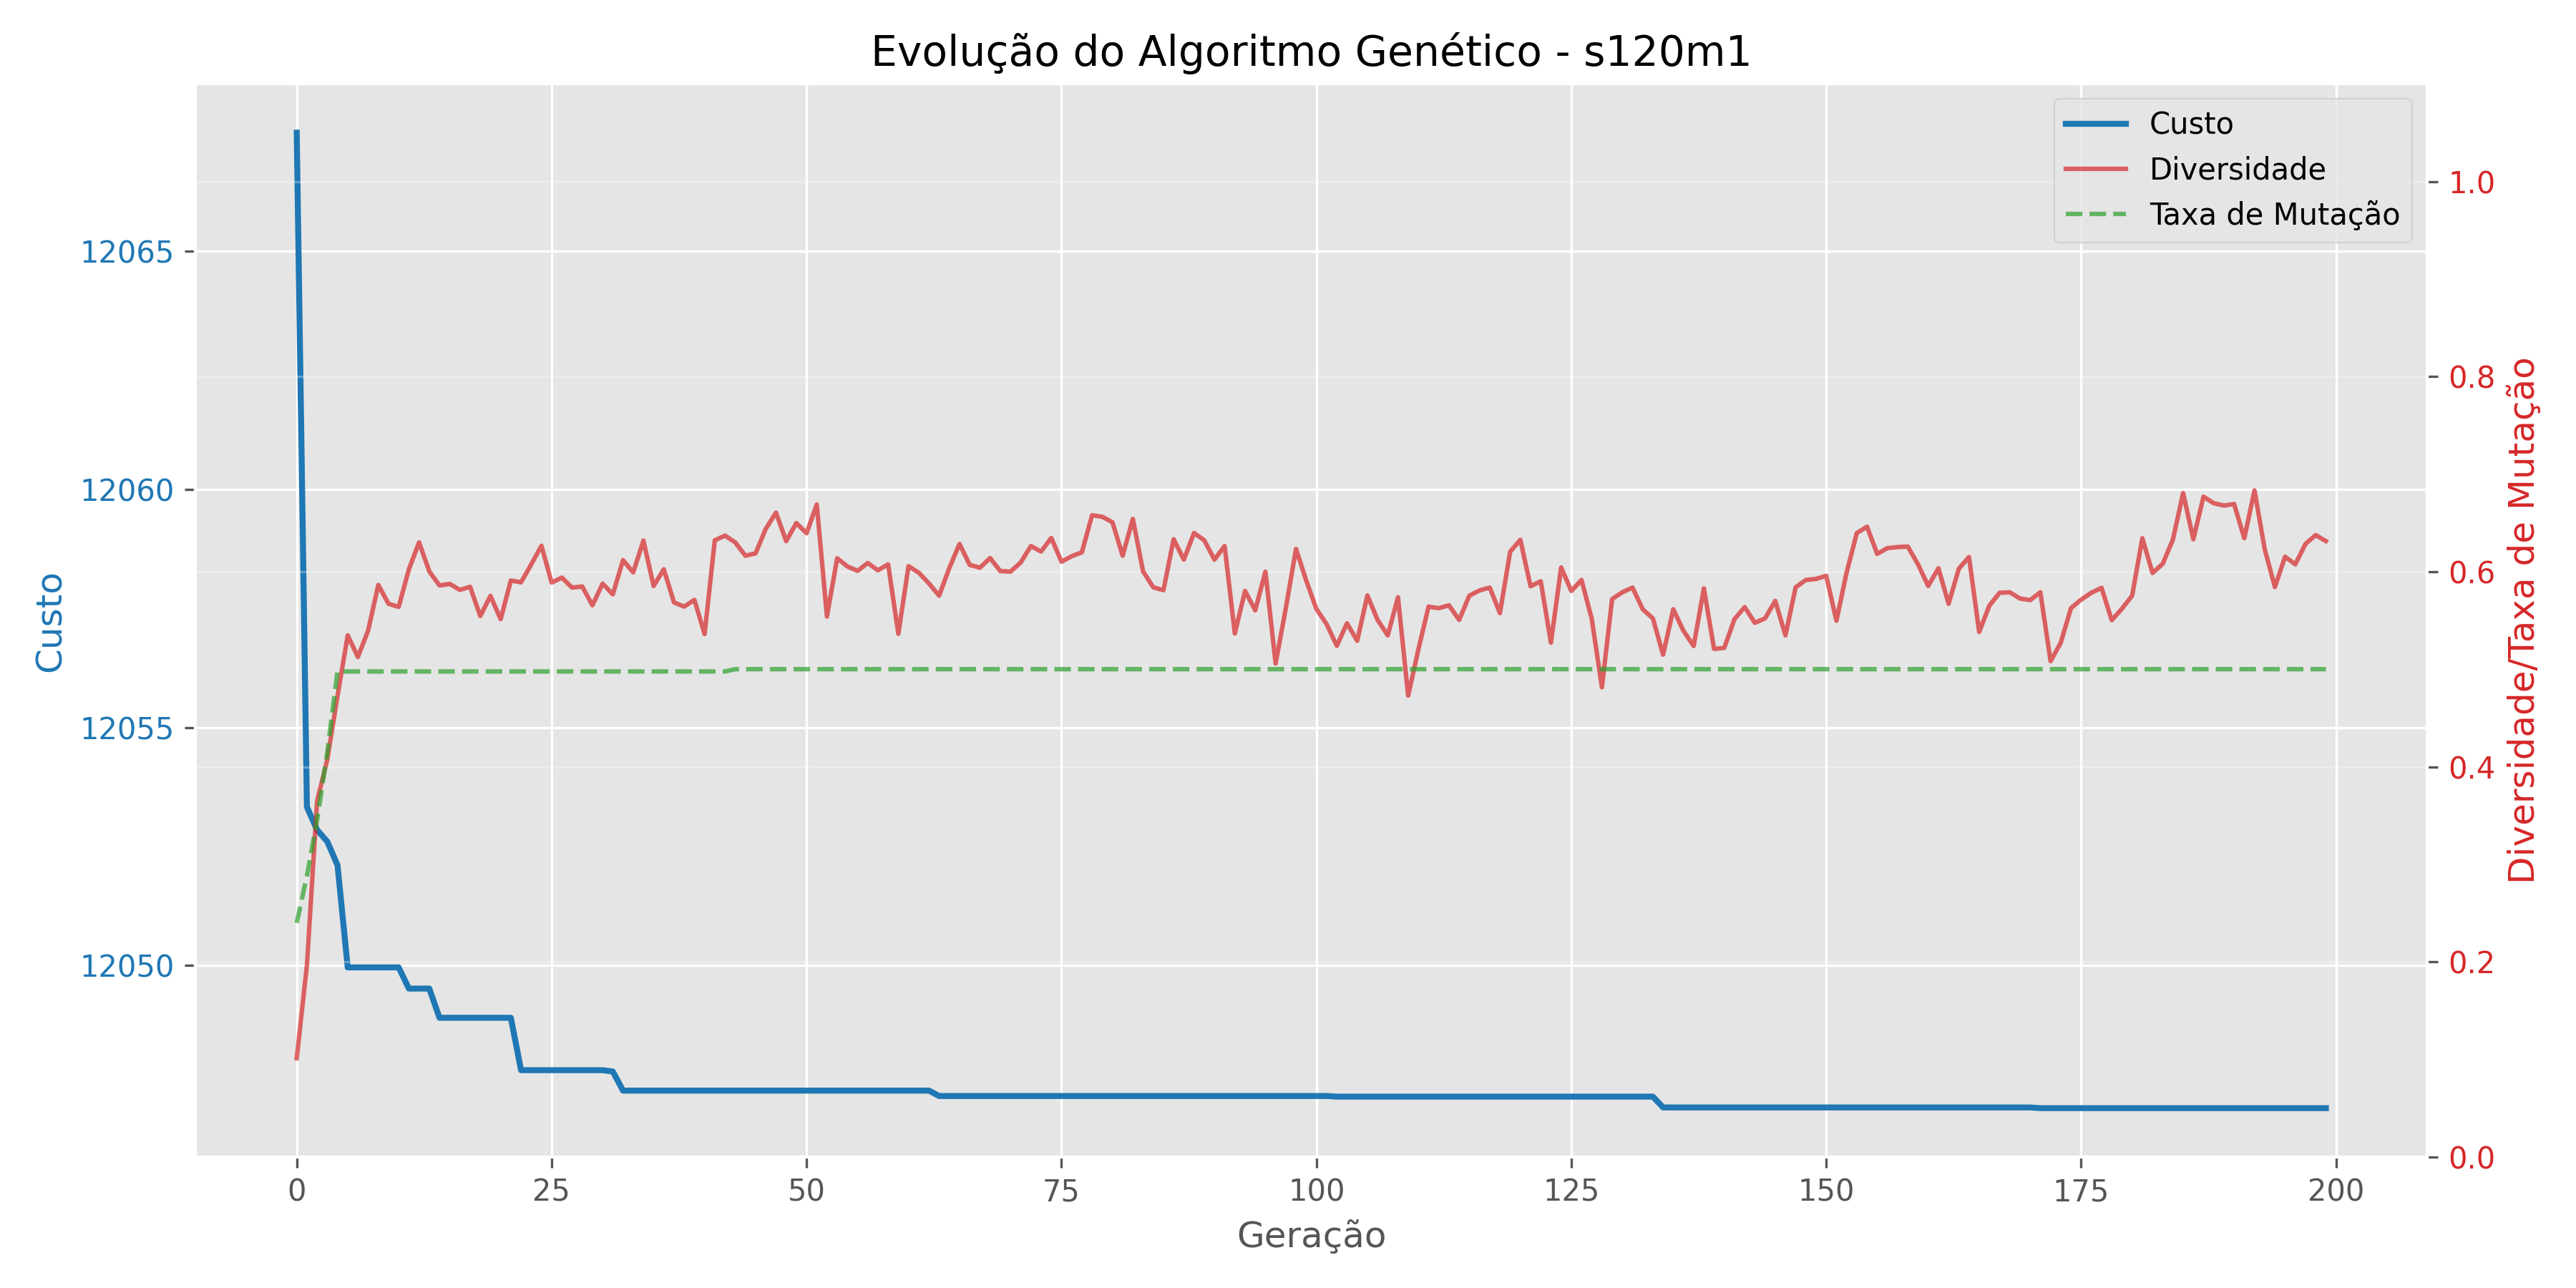 Evolução do Algoritmo Genético - s120m1
Custo
Diversidade
Taxa de Mutação
12065
12060
12055
12050
Custo
1.0
0.8
0.6
0.4
0.2
0.0
Diversidade/Taxa de Mutação
0 25 50 75 100 125 150 175 200
Geração